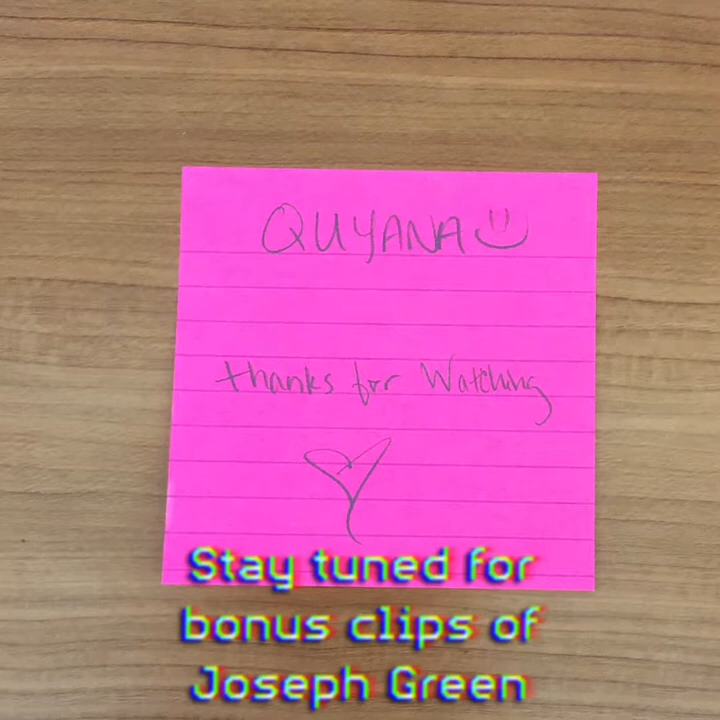 QUYANA
thanks for Watching
Stay tuned for
bonus clips of
Joseph Green